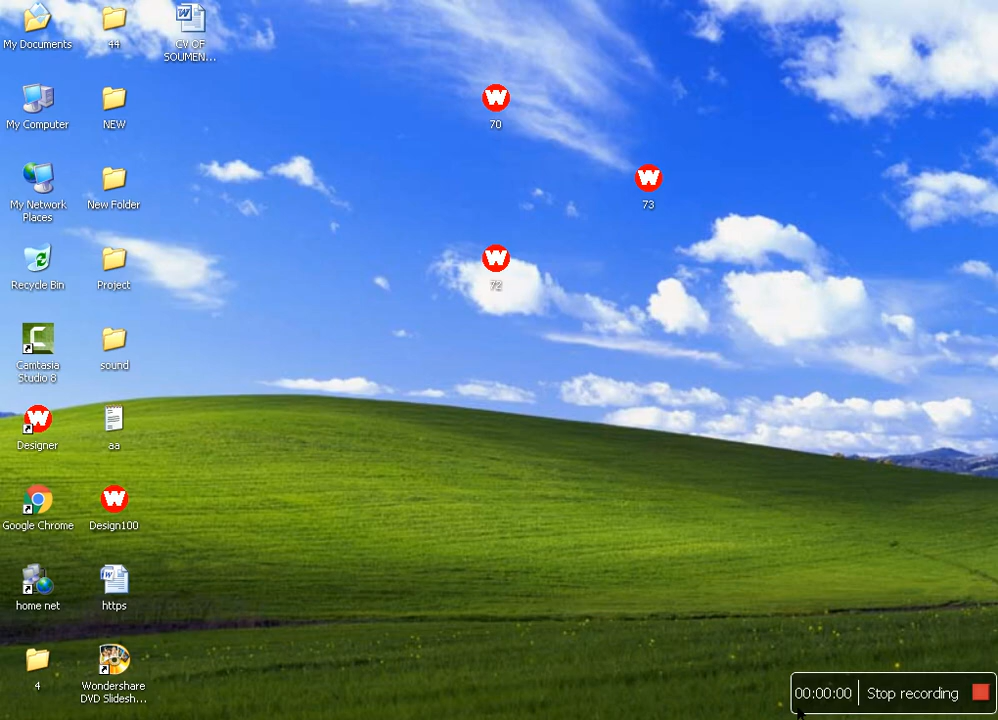 My Documents
44
CV OF
SOUMEN...
My Computer
NEW
70
My Network
Places
New Folder
73
Recycle Bin
Project
72
Camtasia
Studio 8
sound
Designer
aa
Google Chrome
Design100
home net
https
4
Wondershare
DVD Slidesh...
00:00:00 Stop recording